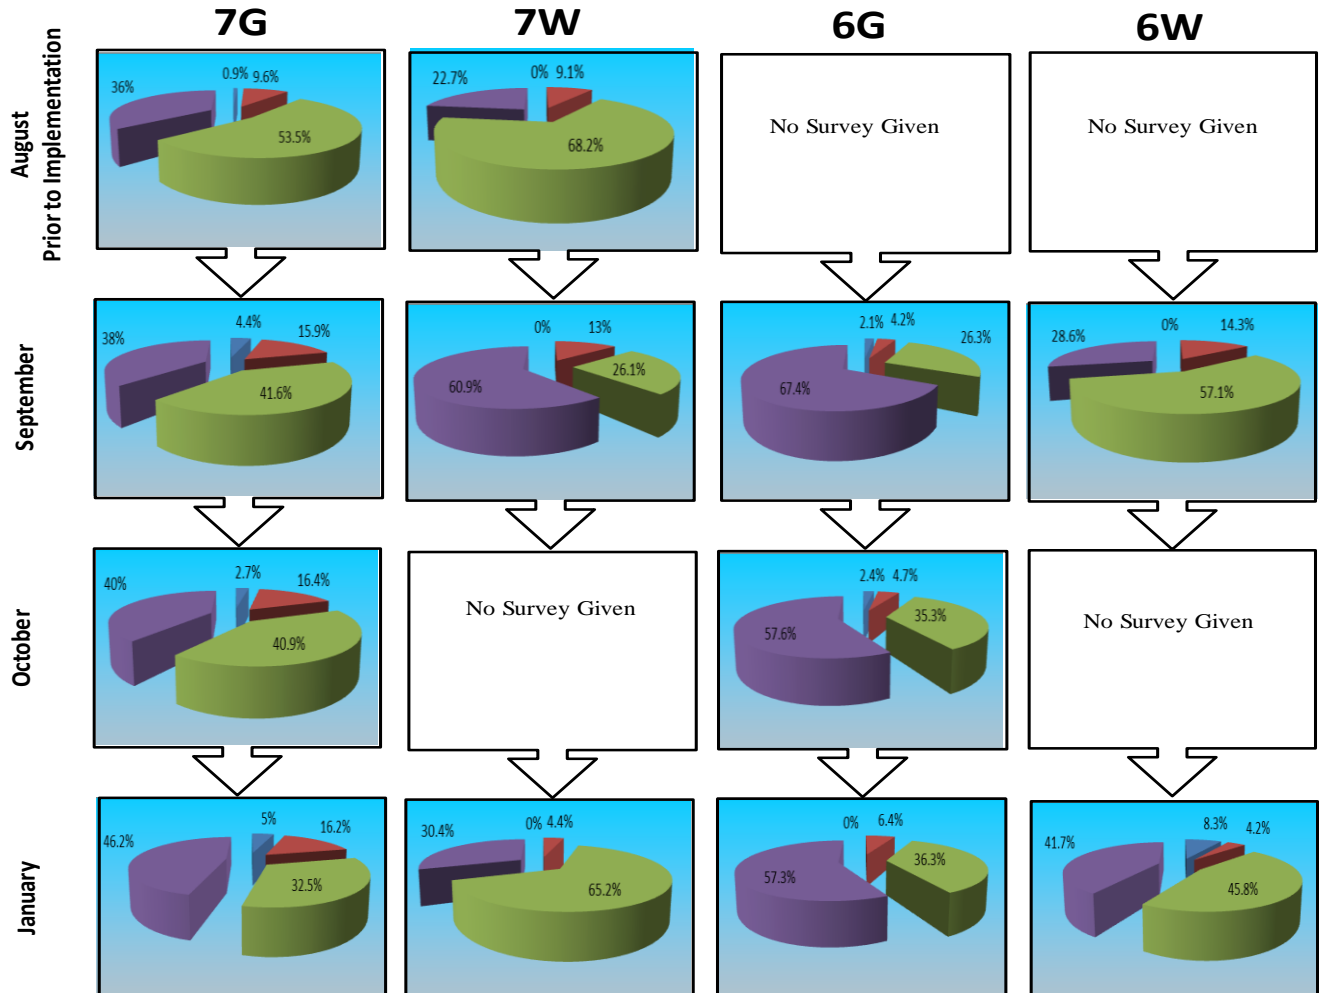 7G 7W 6G 6W
August
Prior to Implementation
36% 0.9% 9.6% 53.5%
22.7% 0% 9.1% 68.2%
No Survey Given
No Survey Given
September
38% 4.4% 15.9% 41.6%
0% 13% 26.1% 60.9%
2.1% 4.2% 26.3% 67.4%
28.6% 0% 14.3% 57.1%
October
40% 2.7% 16.4% 40.9%
No Survey Given
2.4% 4.7% 35.3% 57.6%
No Survey Given
January
46.2% 5% 16.2% 32.5%
30.4% 0% 4.4% 65.2%
0% 6.4% 36.3% 57.3%
41.7% 8.3% 4.2% 45.8%